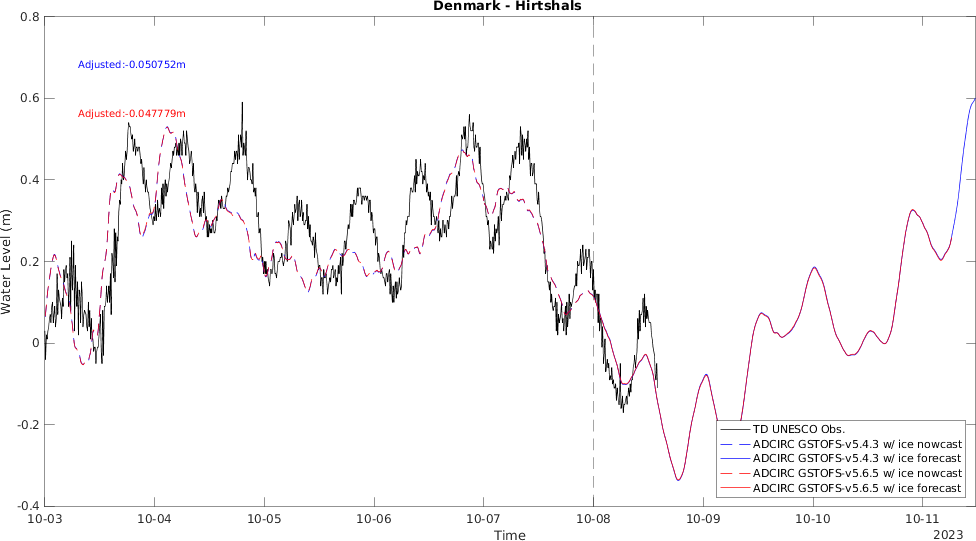 Denmark - Hirtshals
0.8
Adjusted:-0.050752m
0.6
Adjusted:-0.047779m
0.4
Water Level (m)
0.2
0
-0.2
TD UNESCO Obs.
ADCIRC GSTOFS-v5.4.3 w/ ice nowcast
ADCIRC GSTOFS-v5.4.3 w/ ice forecast
ADCIRC GSTOFS-v5.6.5 w/ ice nowcast
ADCIRC GSTOFS-v5.6.5 w/ ice forecast
-0.4
10-03 10-04 10-05 10-06 10-07 10-08 10-09 10-10 10-11
Time
2023